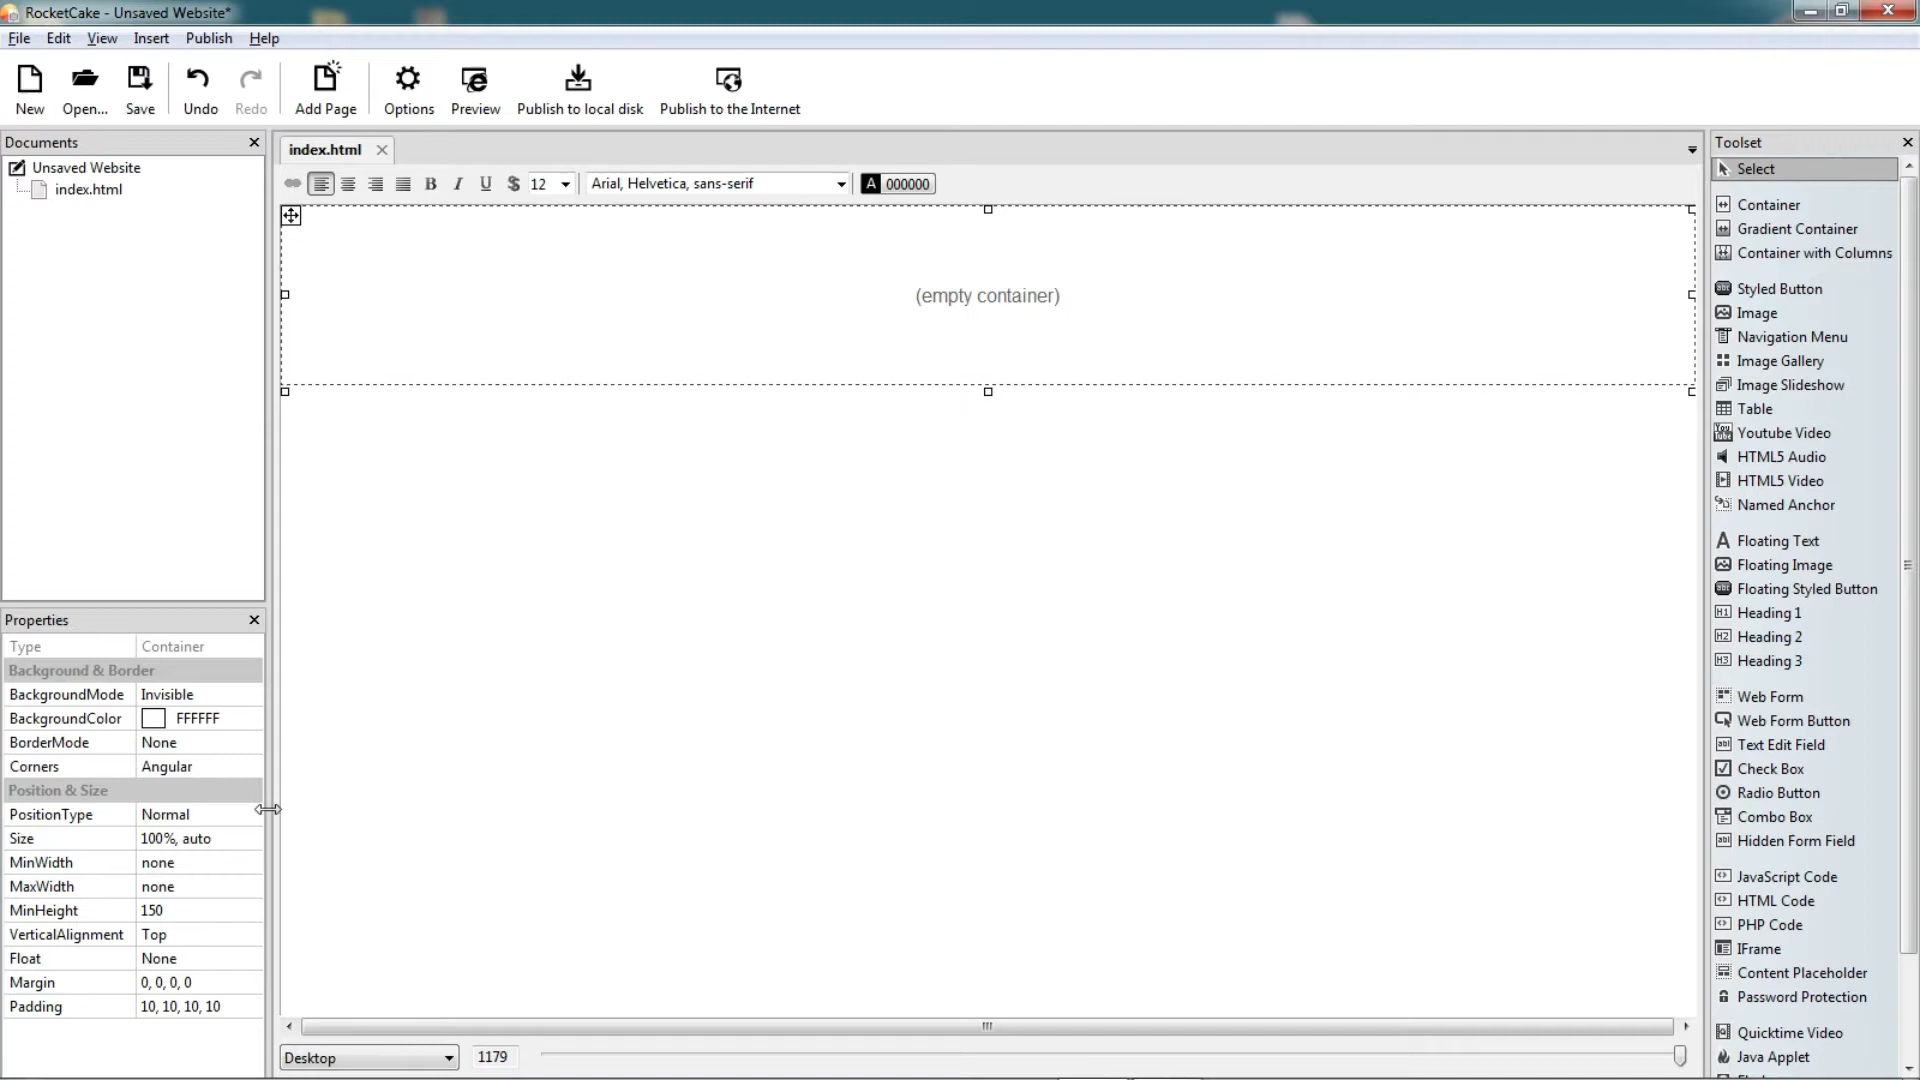 RocketCake - Unsaved Website*
File Edit View Insert Publish Help
New Open... Save Undo Redo Add Page Options Preview Publish to local disk Publish to the Internet
Documents
Unsaved Website
index.html
index.html
12 Arial, Helvetica, sans-serif A 000000
(empty container)
Properties
Type Container
Background & Border
BackgroundMode Invisible
BackgroundColor FFFFFF
BorderMode None
Corners Angular
Position & Size
PositionType Normal
Size 100%, auto
MinWidth none
MaxWidth none
MinHeight 150
VerticalAlignment Top
Float None
Margin 0, 0, 0, 0
Padding 10, 10, 10, 10
Desktop 1179
Toolset
Select
Container
Gradient Container
Container with Columns
Styled Button
Image
Navigation Menu
Image Gallery
Image Slideshow
Table
Youtube Video
HTML5 Audio
HTML5 Video
Named Anchor
Floating Text
Floating Image
Floating Styled Button
Heading 1
Heading 2
Heading 3
Web Form
Web Form Button
Text Edit Field
Check Box
Radio Button
Combo Box
Hidden Form Field
JavaScript Code
HTML Code
PHP Code
IFrame
Content Placeholder
Password Protection
Quicktime Video
Java Applet